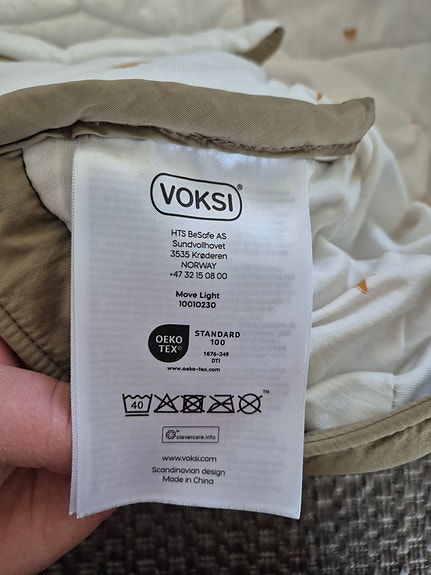 VOKSI®
HTS BeSafe AS
Sundvollhovet
3535 Krøderen
NORWAY
+47 32 15 08 00
Move Light
10010230
OEKO
TEX®
STANDARD
100
1676-249
DTI
www.oeko-tex.com
40
TM
clevercare.info
www.voksi.com
Scandinavian design
Made in China